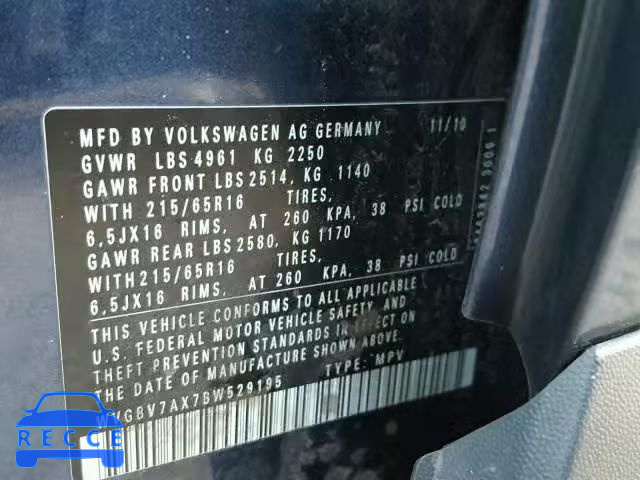 MFD BY VOLKSWAGEN AG GERMANY 11/10
GVWR LBS 4961 KG 2250
GAWR FRONT LBS 2514, KG 1140
WITH 215/65R16 TIRES,
6,5JX16 RIMS, AT 260 KPA, 38 PSI COLD
GAWR REAR LBS 2580, KG 1170
WITH 215/65R16 TIRES,
6,5JX16 RIMS, AT 260 KPA, 38 PSI COLD
THIS VEHICLE CONFORMS TO ALL APPLICABLE
U.S. FEDERAL MOTOR VEHICLE SAFETY, AND
THEFT PREVENTION STANDARDS IN EFFECT ON
THE DATE OF MANUFACTURE SHOWN ABOVE.
VGBV7AX7BW529195 TYPE: MPV
RECCE